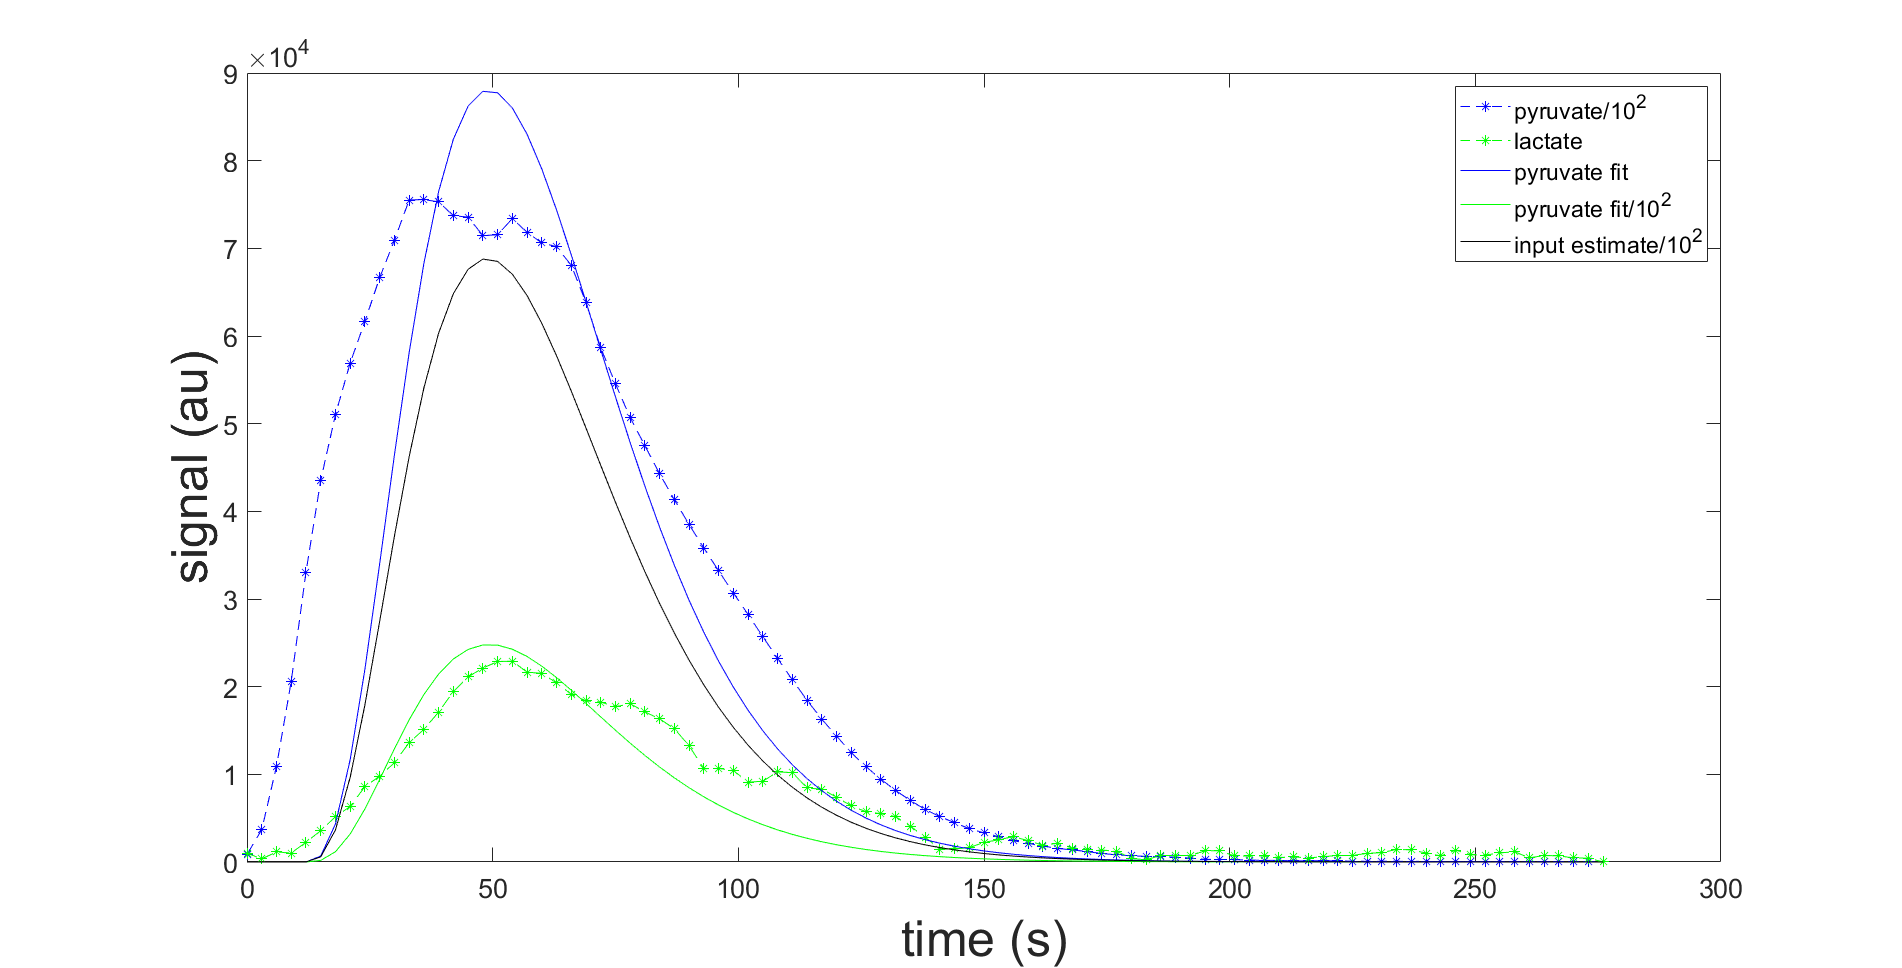 ×10^4
9
8
7
6
5
4
3
2
1
0
signal (au)
0 50 100 150 200 250 300
time (s)
pyruvate/10^2
lactate
pyruvate fit
pyruvate fit/10^2
input estimate/10^2